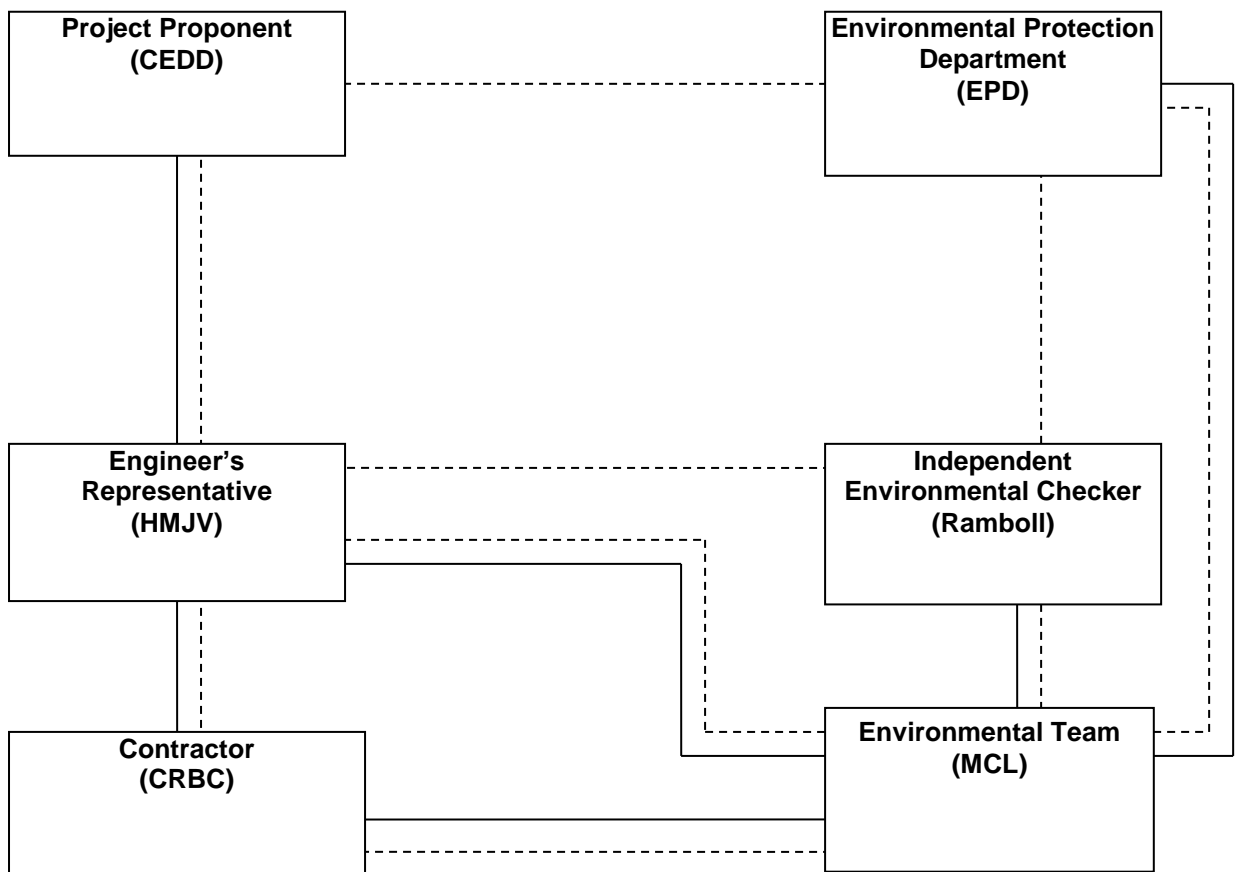 Project Proponent
(CEDD)
Environmental Protection
Department
(EPD)
Engineer’s
Representative
(HMJV)
Independent
Environmental Checker
(Ramboll)
Contractor
(CRBC)
Environmental Team
(MCL)